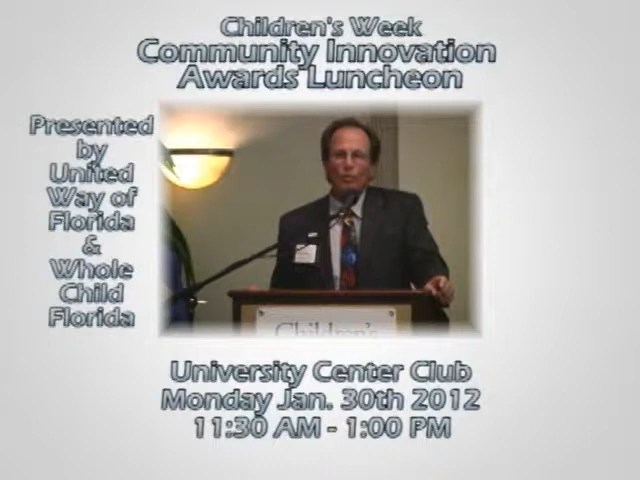 Children's Week
Community Innovation
Awards Luncheon
Presented
by
United
Way of
Florida
&
Whole
Child
Florida
Children's
University Center Club
Monday Jan. 30th 2012
11:30 AM - 1:00 PM